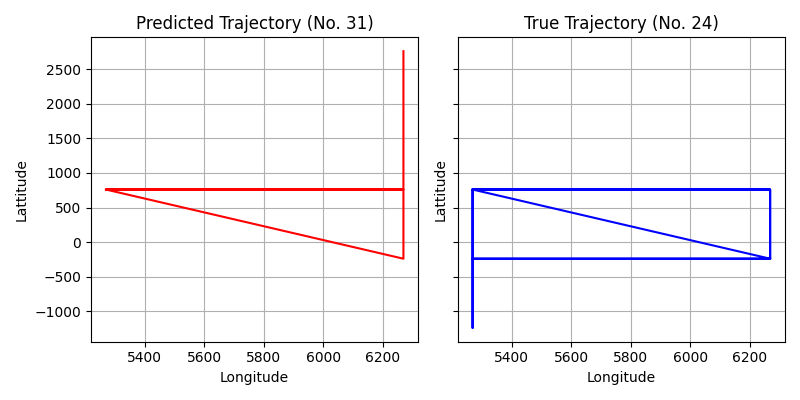 Predicted Trajectory (No. 31)
True Trajectory (No. 24)
Lattitude
2500
2000
1500
1000
500
0
−500
−1000
5400 5600 5800 6000 6200
Longitude
Lattitude
5400 5600 5800 6000 6200
Longitude